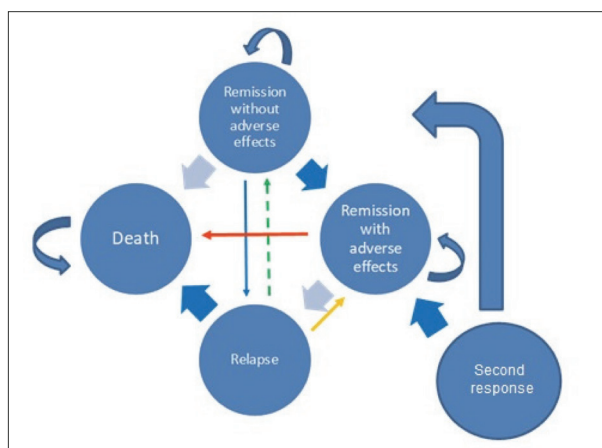 Remission
without
adverse
effects
Death
Remission
with
adverse
effects
Relapse
Second
response